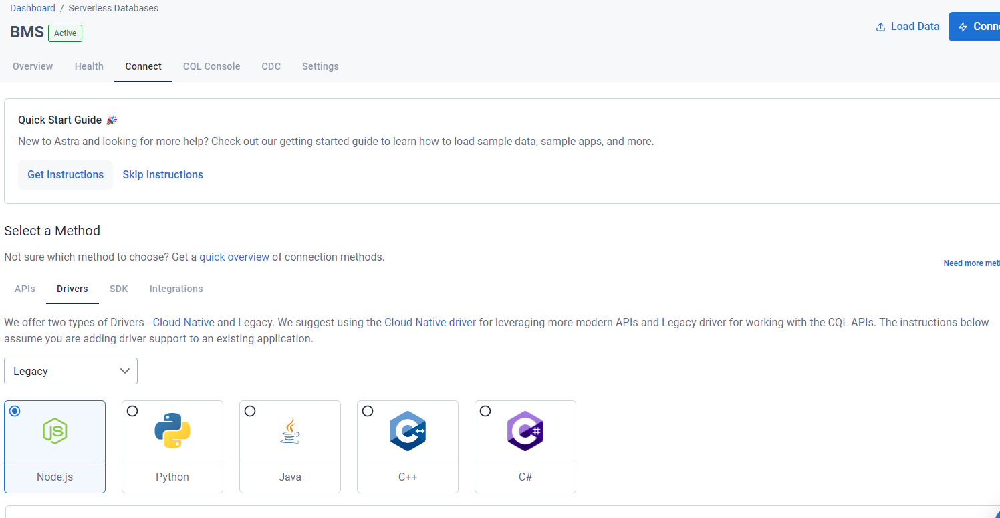 Dashboard / Serverless Databases
BMS Active
Load Data
Overview Health Connect CQL Console CDC Settings
Quick Start Guide
New to Astra and looking for more help? Check out our getting started guide to learn how to load sample data, sample apps, and more.
Get Instructions Skip Instructions
Select a Method
Not sure which method to choose? Get a quick overview of connection methods.
Need more
APIs Drivers SDK Integrations
We offer two types of Drivers - Cloud Native and Legacy. We suggest using the Cloud Native driver for leveraging more modern APIs and Legacy driver for working with the CQL APIs. The instructions below
assume you are adding driver support to an existing application.
Legacy
JS
C++
C#
Node.js Python Java C++ C#